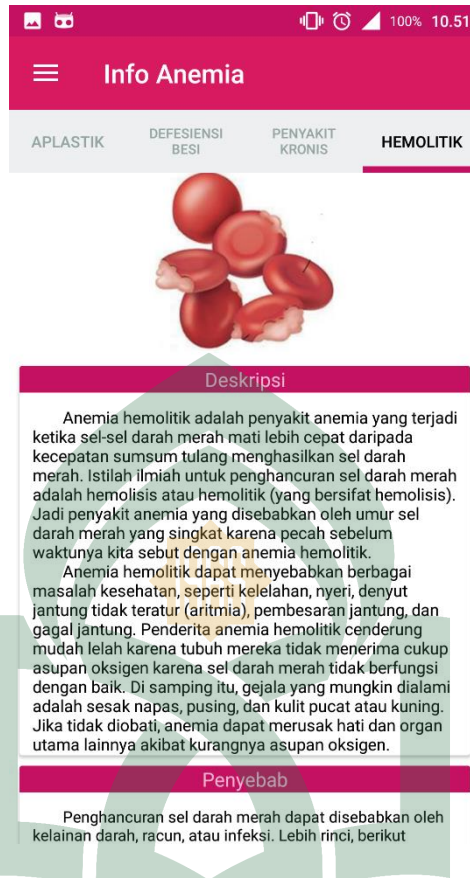 100% 10.51
Info Anemia
APLASTIK
DEFESIENSI
BESI
PENYAKIT
KRONIS
HEMOLITIK
Deskripsi
Anemia hemolitik adalah penyakit anemia yang terjadi
ketika sel-sel darah merah mati lebih cepat daripada
kecepatan sumsum tulang menghasilkan sel darah
merah. Istilah ilmiah untuk penghancuran sel darah merah
adalah hemolisis atau hemolitik (yang bersifat hemolisis).
Jadi penyakit anemia yang disebabkan oleh umur sel
darah merah yang singkat karena pecah sebelum
waktunya kita sebut dengan anemia hemolitik.
Anemia hemolitik dapat menyebabkan berbagai
masalah kesehatan, seperti kelelahan, nyeri, denyut
jantung tidak teratur (aritmia), pembesaran jantung, dan
gagal jantung. Penderita anemia hemolitik cenderung
mudah lelah karena tubuh mereka tidak menerima cukup
asupan oksigen karena sel darah merah tidak berfungsi
dengan baik. Di samping itu, gejala yang mungkin dialami
adalah sesak napas, pusing, dan kulit pucat atau kuning.
Jika tidak diobati, anemia dapat merusak hati dan organ
utama lainnya akibat kurangnya asupan oksigen.
Penyebab
Penghancuran sel darah merah dapat disebabkan oleh
kelainan darah, racun, atau infeksi. Lebih rinci, berikut